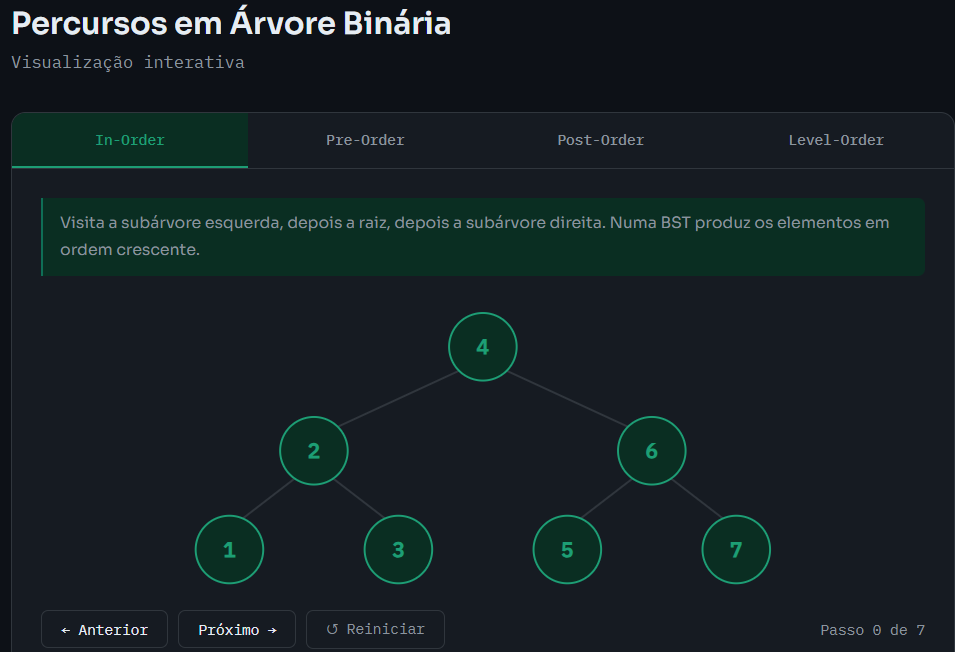 Percursos em Árvore Binária
Visualização interativa
In-Order Pre-Order Post-Order Level-Order
Visita a subárvore esquerda, depois a raiz, depois a subárvore direita. Numa BST produz os elementos em
ordem crescente.
4
2 6
1 3 5 7
← Anterior Próximo → ↺ Reiniciar Passo 0 de 7